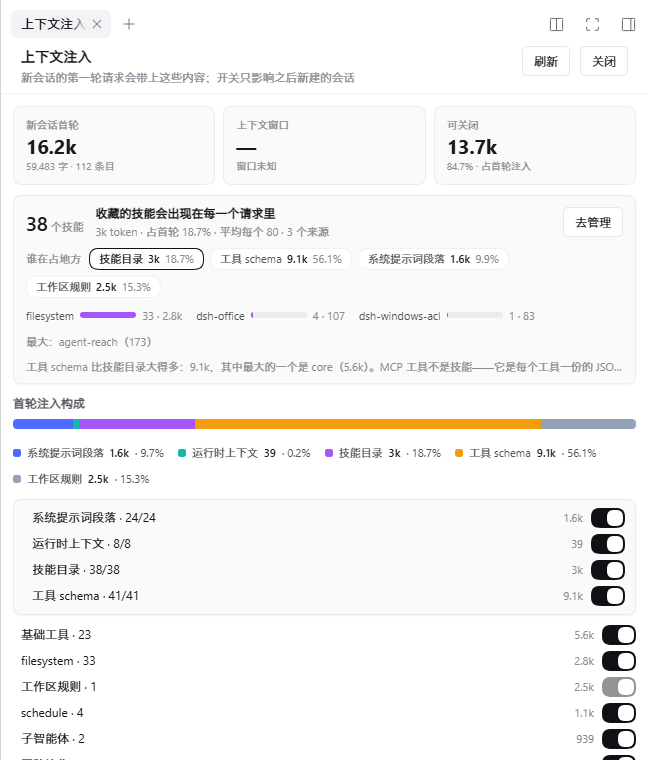 上下文注入
上下文注入
新会话的第一轮请求会带上这些内容；开关只影响之后新建的会话
刷新
关闭
新会话首轮
16.2k
59,483 字 · 112 条目
上下文窗口
—
窗口未知
可关闭
13.7k
84.7% · 占首轮注入
38 个技能
收藏的技能会出现在每一个请求里
3k token · 占首轮 18.7% · 平均每个 80 · 3 个来源
去管理
谁在占地方 技能目录 3k 18.7% 工具 schema 9.1k 56.1% 系统提示词段落 1.6k 9.9%
工作区规则 2.5k 15.3%
filesystem 33 · 2.8k dsh-office 4 · 107 dsh-windows-acl 1 · 83
最大：agent-reach（173）
工具 schema 比技能目录大得多：9.1k，其中最大的一个是 core（5.6k）。MCP 工具不是技能——它是每个工具一份的 JSO...
首轮注入构成
系统提示词段落 1.6k · 9.7% 运行时上下文 39 · 0.2% 技能目录 3k · 18.7% 工具 schema 9.1k · 56.1%
工作区规则 2.5k · 15.3%
系统提示词段落 · 24/24 1.6k
运行时上下文 · 8/8 39
技能目录 · 38/38 3k
工具 schema · 41/41 9.1k
基础工具 · 23 5.6k
filesystem · 33 2.8k
工作区规则 · 1 2.5k
schedule · 4 1.1k
子智能体 · 2 939